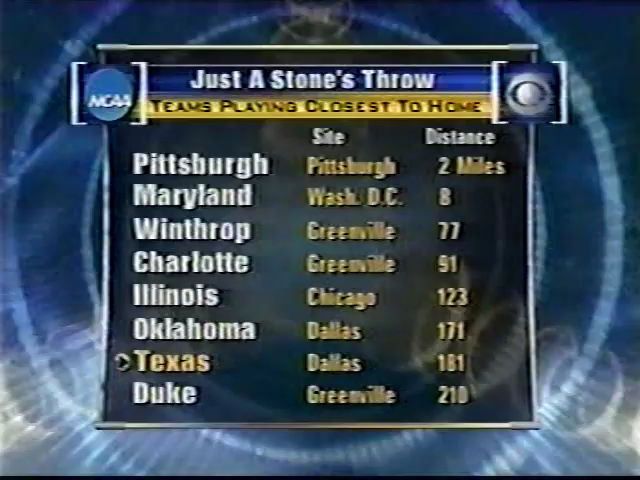 Just A Stone's Throw
NCAA
TEAMS PLAYING CLOSEST TO HOME
Site Distance
Pittsburgh Pittsburgh 2 Miles
Maryland Wash. D.C. 8
Winthrop Greenville 77
Charlotte Greenville 91
Illinois Chicago 123
Oklahoma Dallas 171
Texas Dallas 181
Duke Greenville 210